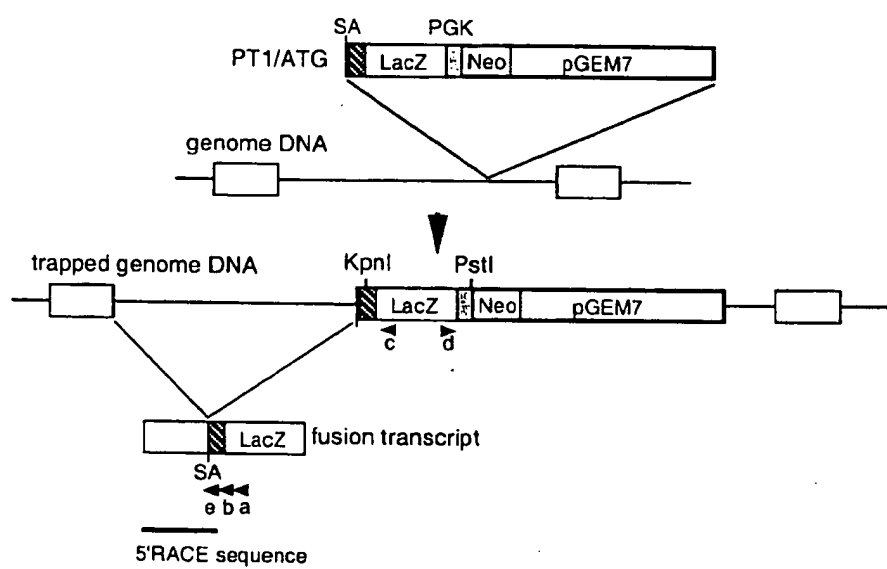 SA PGK
PT1/ATG
LacZ Neo pGEM7
genome DNA
trapped genome DNA
KpnI PstI
LacZ Neo pGEM7
c d
LacZ fusion transcript
SA
e b a
5'RACE sequence